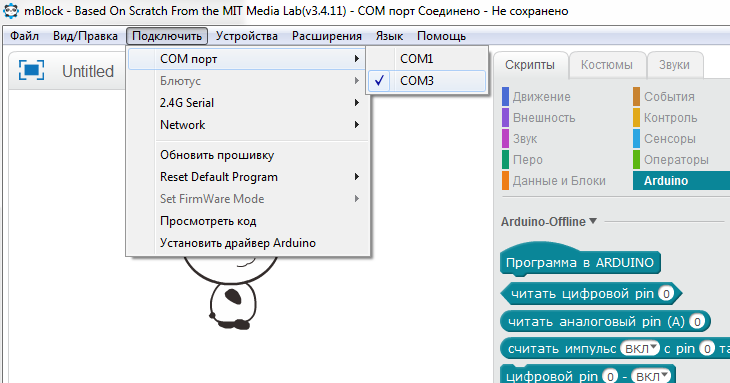 mBlock - Based On Scratch From the MIT Media Lab(v3.4.11) - COM порт Соединено - Не сохранено
Файл Вид/Правка Подключить Устройства Расширения Язык Помощь
Untitled
COM порт
Блютус
2.4G Serial
Network
Обновить прошивку
Reset Default Program
Set FirmWare Mode
Просмотреть код
Установить драйвер Arduino
COM1
COM3
Скрипты Костюмы Звуки
Движение События
Внешность Контроль
Звук Сенсоры
Перо Операторы
Данные и Блоки Arduino
Arduino-Offline
Программа в ARDUINO
читать цифровой pin 0
читать аналоговый pin (A) 0
считать импульс ВКЛ с pin 0
цифровой pin 0 - ВКЛ